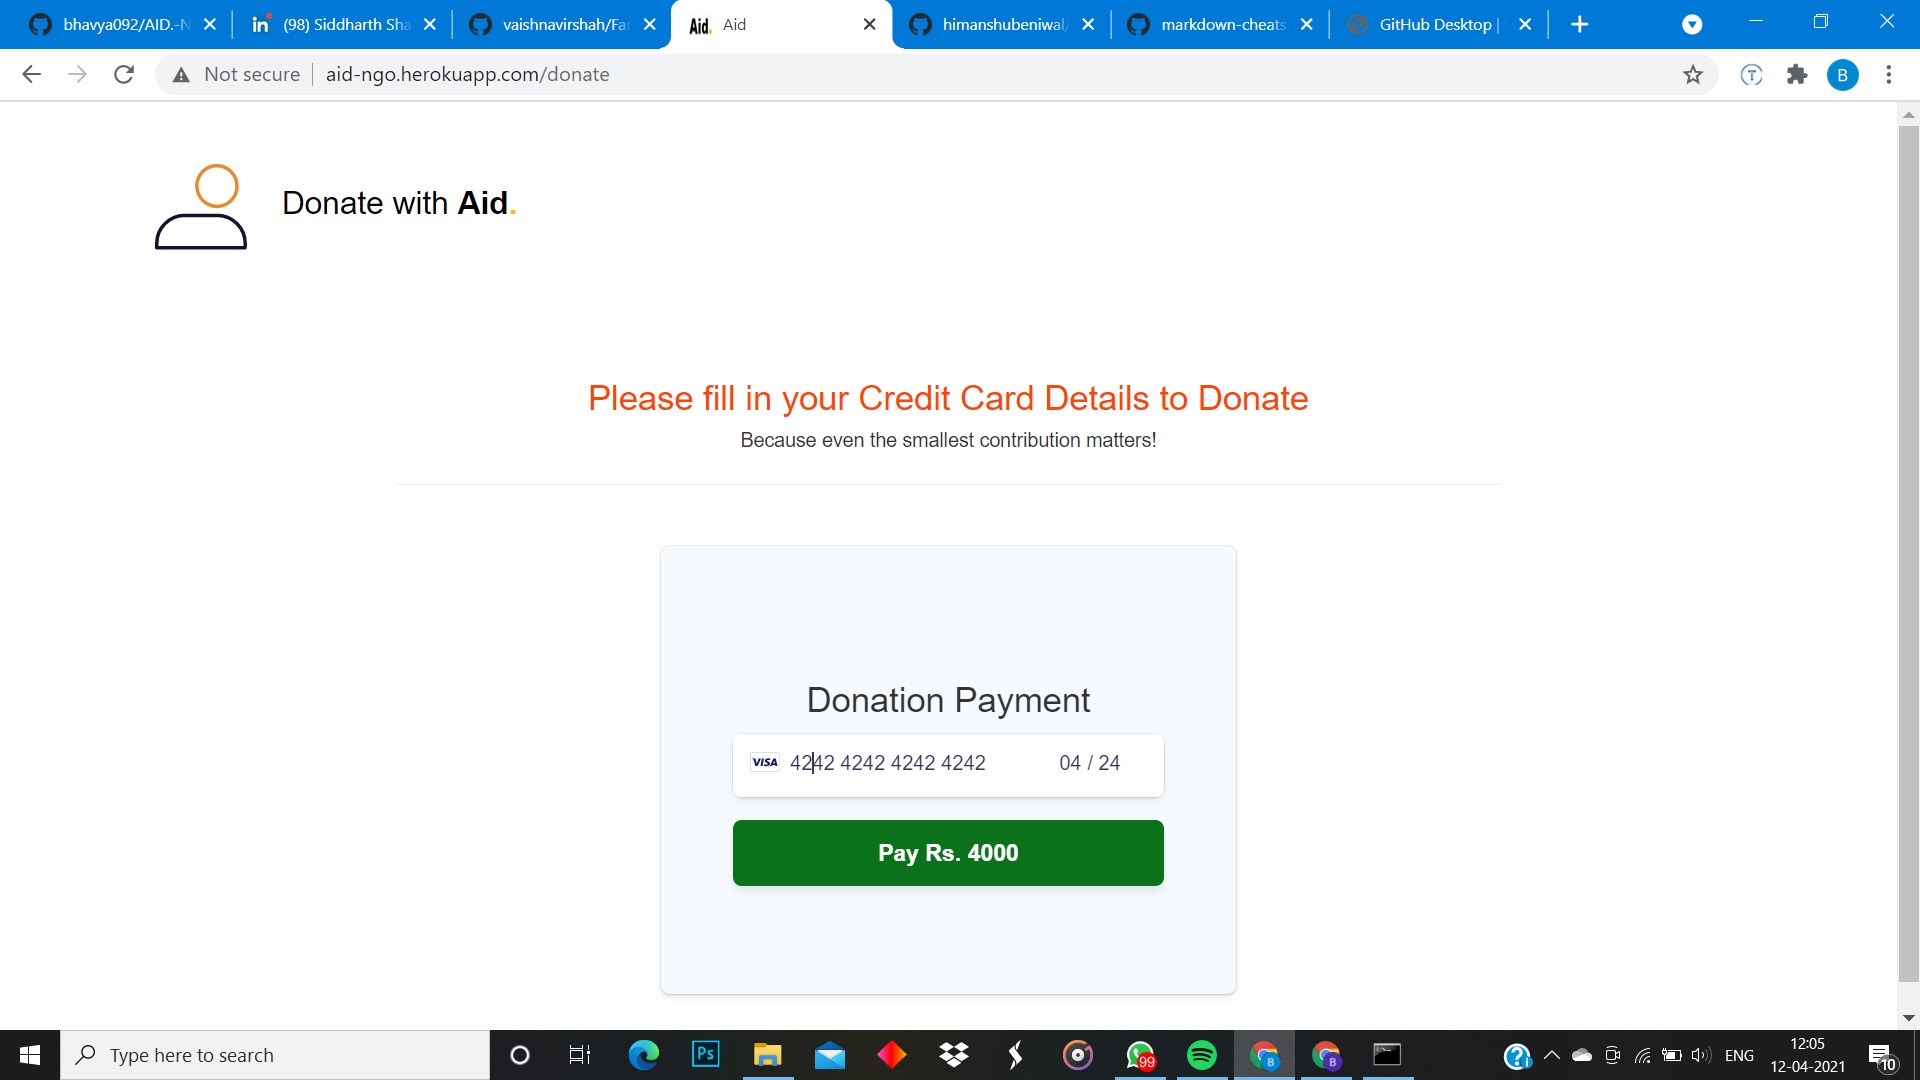 bhavya092/AID.-N
(98) Siddharth Sha
vaishnavirshah/Far
Aid. Aid
himanshubeniwal/
markdown-cheats
GitHub Desktop |
Not secure aid-ngo.herokuapp.com/donate
B
Donate with Aid.
Please fill in your Credit Card Details to Donate
Because even the smallest contribution matters!
Donation Payment
VISA 4242 4242 4242 4242 04 / 24
Pay Rs. 4000
Type here to search
Ps
99
B
B
ENG
12:05
12-04-2021
10